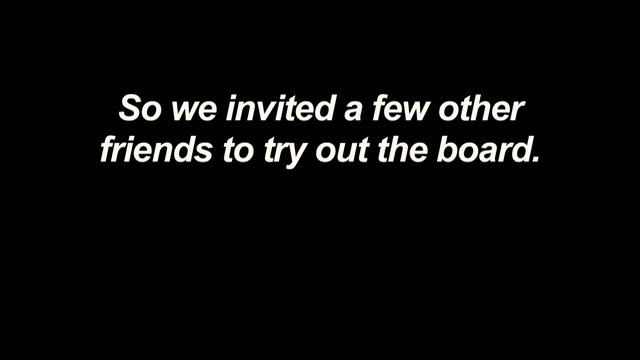 So we invited a few other
friends to try out the board.